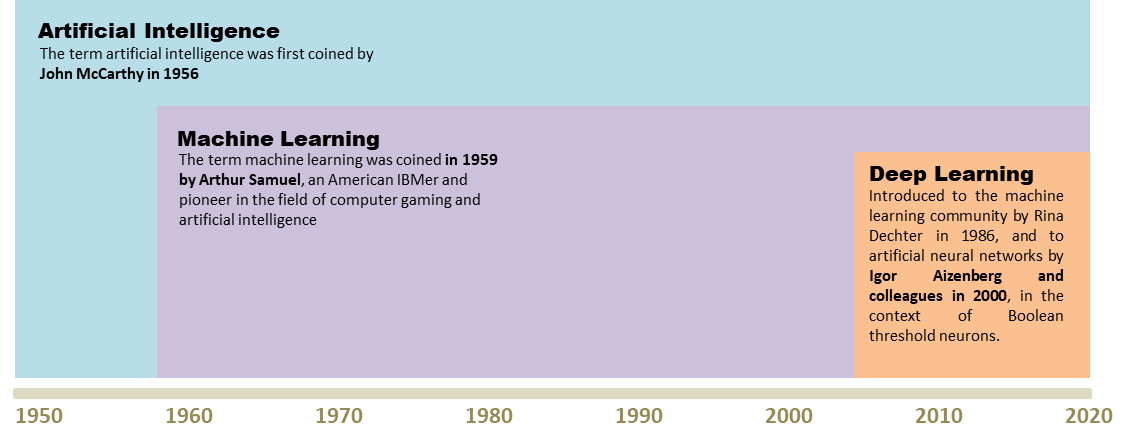 Artificial Intelligence
The term artificial intelligence was first coined by
John McCarthy in 1956
Machine Learning
The term machine learning was coined in 1959
by Arthur Samuel, an American IBMer and
pioneer in the field of computer gaming and
artificial intelligence
Deep Learning
Introduced to the machine
learning community by Rina
Dechter in 1986, and to
artificial neural networks by
Igor Aizenberg and
colleagues in 2000, in the
context of Boolean
threshold neurons.
1950 1960 1970 1980 1990 2000 2010 2020